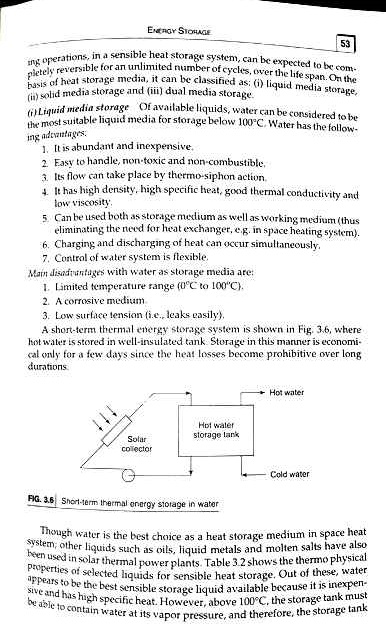 ENERGY STORAGE
53
ing operations, in a sensible heat storage system, can be expected to be com-
pletely reversible for an unlimited number of cycles, over the life span. On the
basis of heat storage media, it can be classified as: (i) liquid media storage,
(ii) solid media storage and (iii) dual media storage.
(i) Liquid media storage Of available liquids, water can be considered to be
the most suitable liquid media for storage below 100°C. Water has the follow-
ing advantages:
1. It is abundant and inexpensive.
2. Easy to handle, non-toxic and non-combustible.
3. Its flow can take place by thermo-siphon action.
4. It has high density, high specific heat, good thermal conductivity and
low viscosity.
5. Can be used both as storage medium as well as working medium (thus
eliminating the need for heat exchanger, e.g. in space heating system).
6. Charging and discharging of heat can occur simultaneously.
7. Control of water system is flexible.
Main disadvantages with water as storage media are:
1. Limited temperature range (0°C to 100°C).
2. A corrosive medium.
3. Low surface tension (i.e., leaks easily).
A short-term thermal energy storage system is shown in Fig. 3.6, where
hot water is stored in well-insulated tank. Storage in this manner is economi-
cal only for a few days since the heat losses become prohibitive over long
durations.
Hot water
Hot water
storage tank
Solar
collector
Cold water
FIG. 3.6 Short-term thermal energy storage in water
Though water is the best choice as a heat storage medium in space heat
system; other liquids such as oils, liquid metals and molten salts have also
been used in solar thermal power plants. Table 3.2 shows the thermo physical
properties of selected liquids for sensible heat storage. Out of these, water
appears to be the best sensible storage liquid available because it is inexpen-
sive and has high specific heat. However, above 100°C, the storage tank must
be able to contain water at its vapor pressure, and therefore, the storage tank